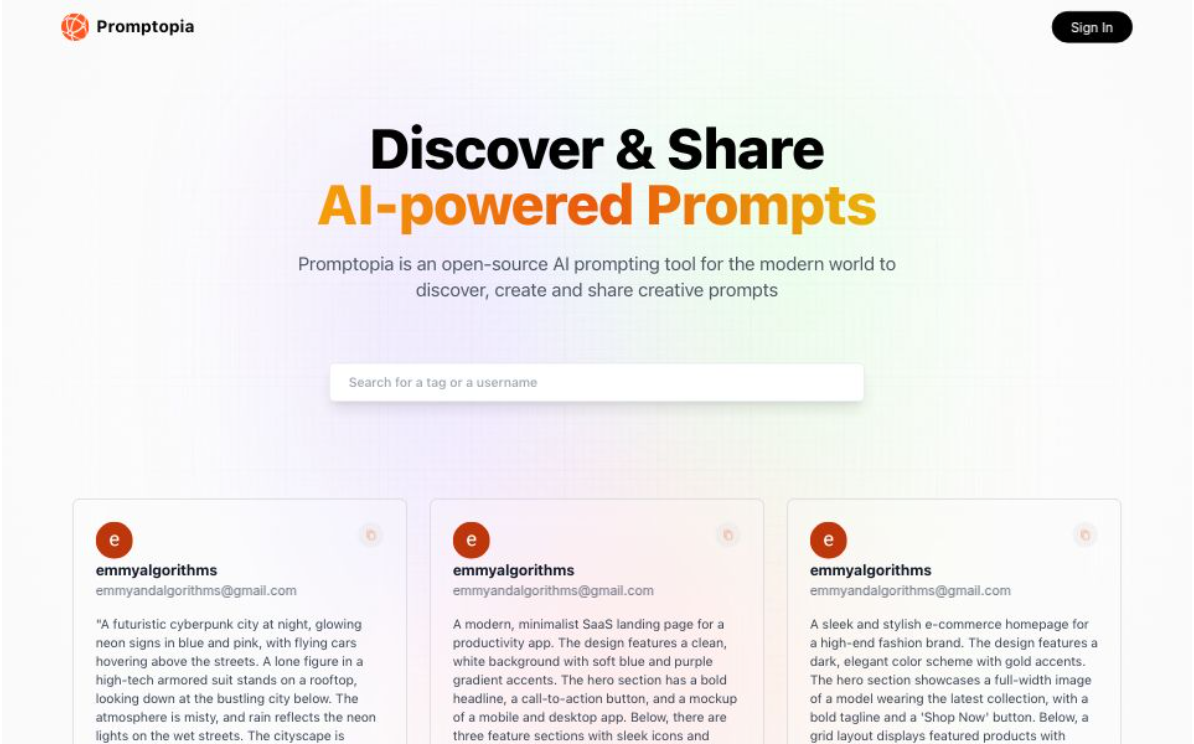 Promptopia
Sign In
Discover & Share
AI-powered Prompts
Promptopia is an open-source AI prompting tool for the modern world to
discover, create and share creative prompts
Search for a tag or a username
e
emmyalgorithms
emmyandalgorithms@gmail.com
"A futuristic cyberpunk city at night, glowing
neon signs in blue and pink, with flying cars
hovering above the streets. A lone figure in a
high-tech armored suit stands on a rooftop,
looking down at the bustling city below. The
atmosphere is misty, and rain reflects the neon
lights on the wet streets. The cityscape is
e
emmyalgorithms
emmyandalgorithms@gmail.com
A modern, minimalist SaaS landing page for a
productivity app. The design features a clean,
white background with soft blue and purple
gradient accents. The hero section has a bold
headline, a call-to-action button, and a mockup
of a mobile and desktop app. Below, there are
three feature sections with sleek icons and
e
emmyalgorithms
emmyandalgorithms@gmail.com
A sleek and stylish e-commerce homepage for
a high-end fashion brand. The design features a
dark, elegant color scheme with gold accents.
The hero section showcases a full-width image
of a model wearing the latest collection, with a
bold tagline and a 'Shop Now' button. Below, a
grid layout displays featured products with